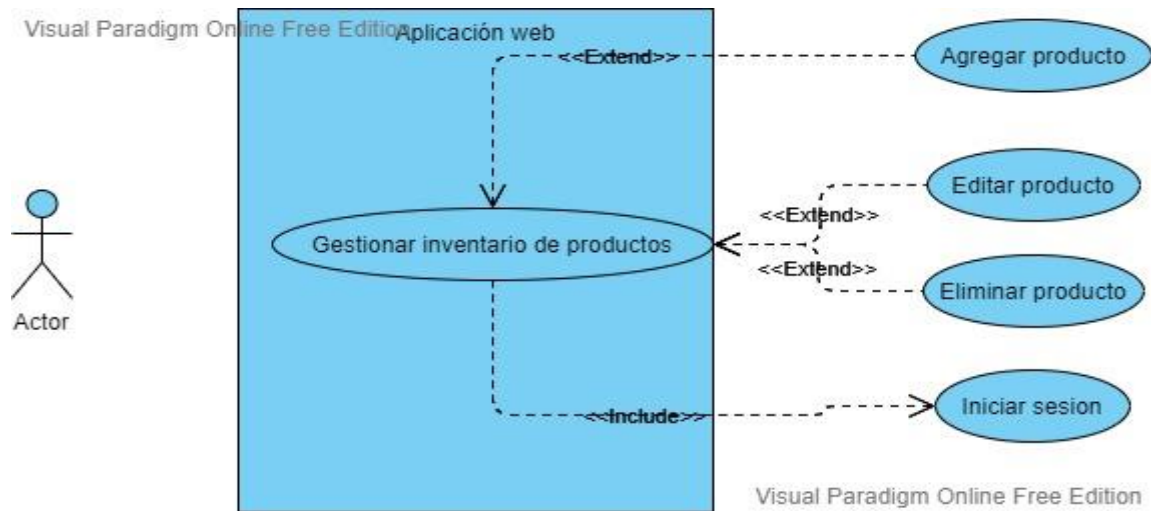 Visual Paradigm Online Free Edition
Aplicación web
<<Extend>>
Agregar producto
Editar producto
<<Extend>>
Gestionar inventario de productos
<<Extend>>
Eliminar producto
Actor
<<Include>>
Iniciar sesion
Visual Paradigm Online Free Edition